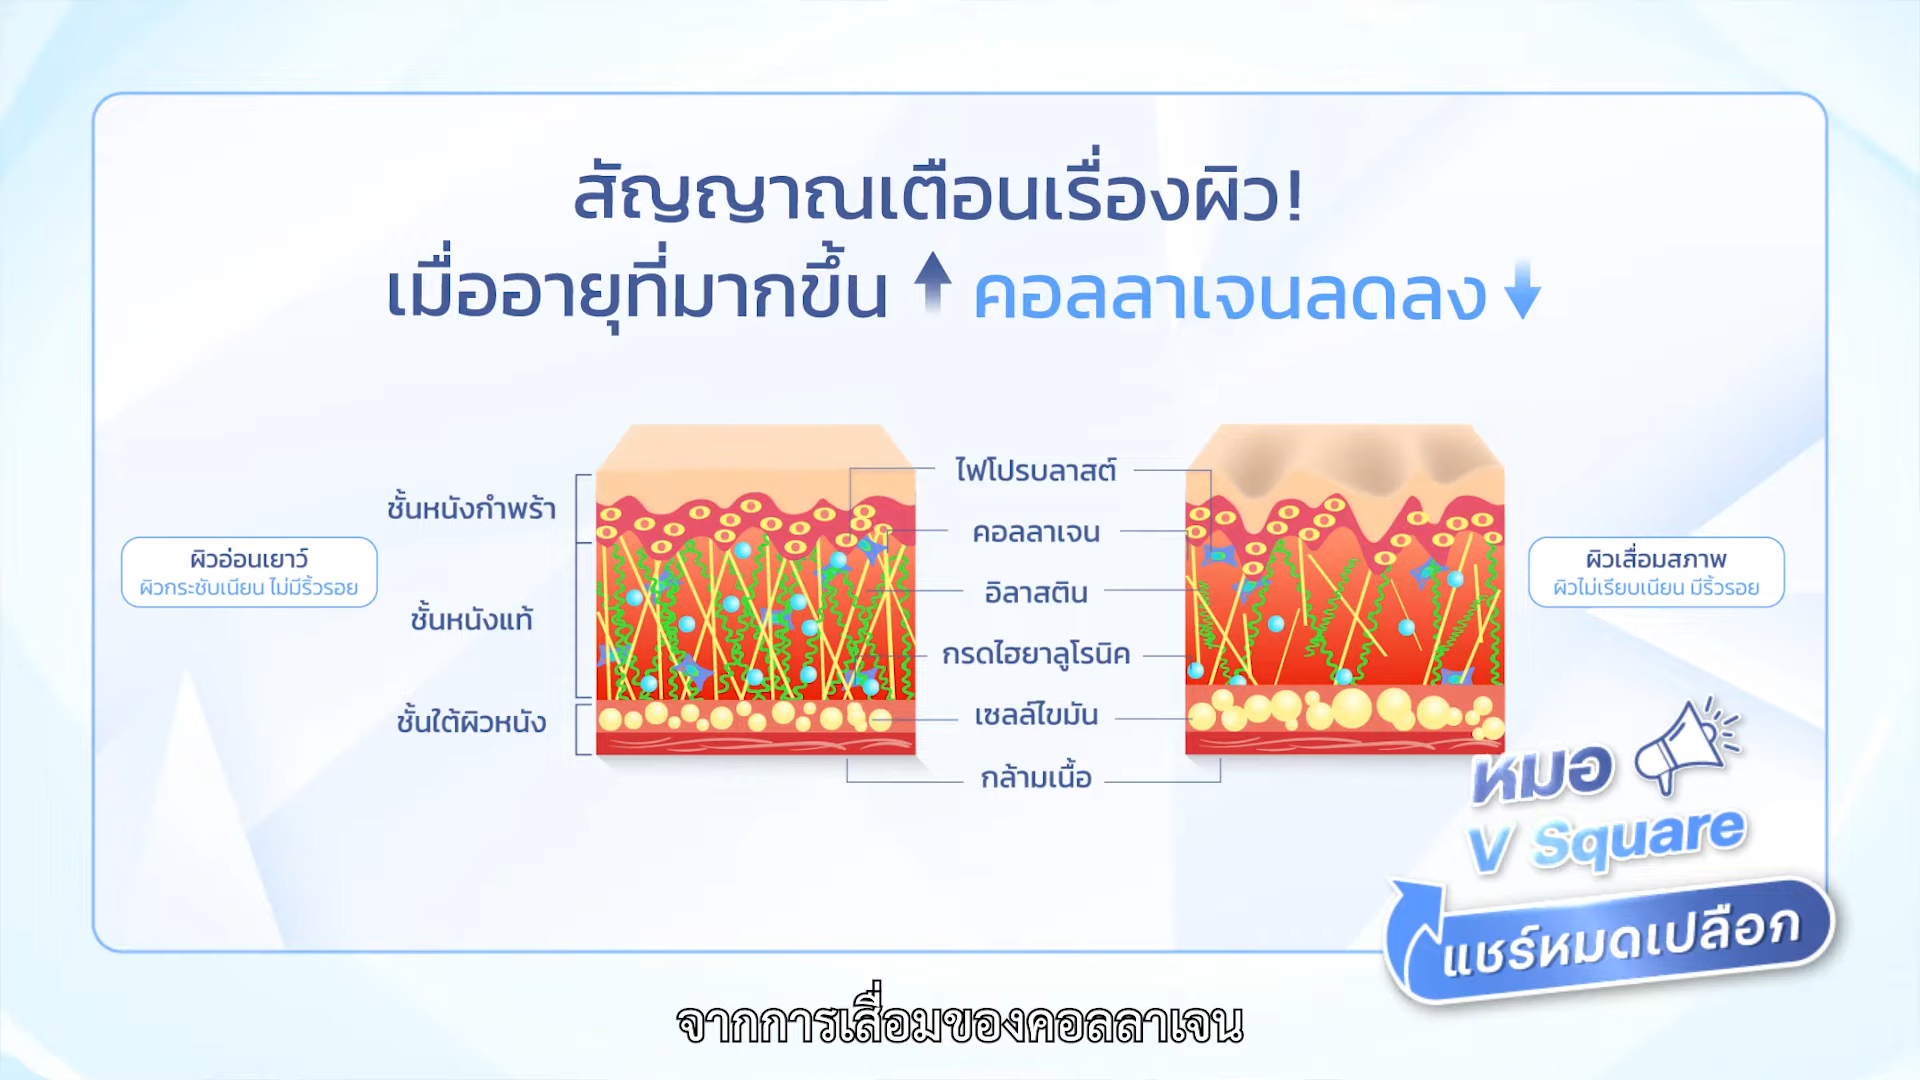 สัญญาณเตือนเรื่องผิว!
เมื่ออายุที่มากขึ้น คอลลาเจนลดลง
ชั้นหนังกำพร้า
ชั้นหนังแท้
ชั้นใต้ผิวหนัง
ผิวอ่อนเยาว์
ผิวกระชับเนียน ไม่มีริ้วรอย
ไฟโปรบลาสต์
คอลลาเจน
อิลาสติน
กรดไฮยาลูโรนิค
เซลล์ไขมัน
กล้ามเนื้อ
ผิวเสื่อมสภาพ
ผิวไม่เรียบเนียน มีริ้วรอย
หมอ
V Square
แชร์หมดเปลือก
จากการเสื่อมของคอลลาเจน